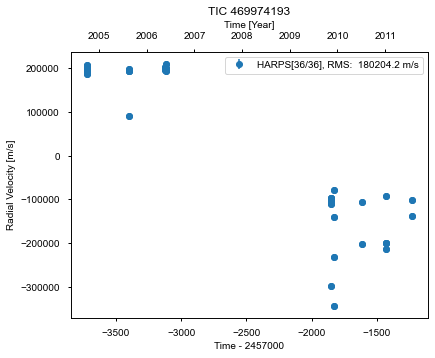 TIC 469974193
Time [Year]
2005 2006 2007 2008 2009 2010 2011
HARPS[36/36], RMS: 180204.2 m/s
Radial Velocity [m/s]
200000
100000
0
−100000
−200000
−300000
−3500 −3000 −2500 −2000 −1500
Time - 2457000